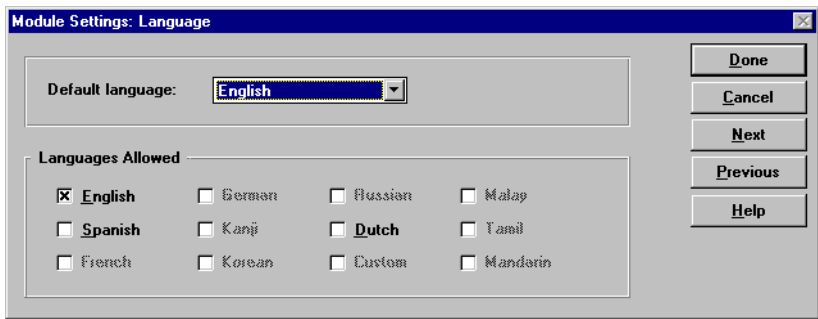 Module Settings: Language
Default language: English
Done
Cancel
Next
Previous
Help
Languages Allowed
English German Russian Malay
Spanish Kanji Dutch Tamil
French Korean Custom Mandarin